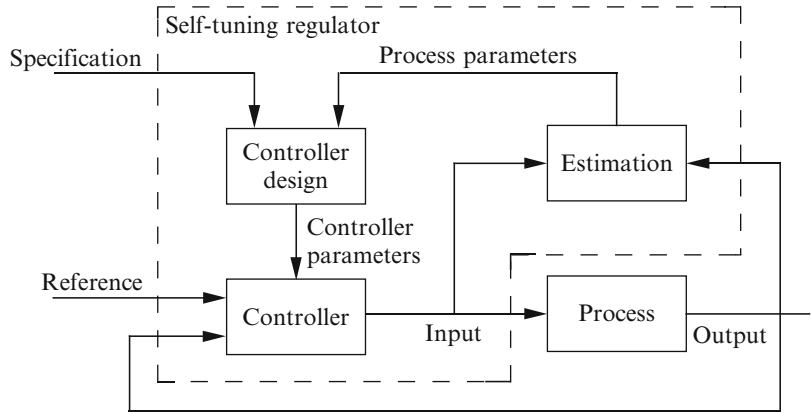 Self-tuning regulator
Specification
Process parameters
Controller
design
Estimation
Controller
parameters
Reference
Controller
Process
Input
Output